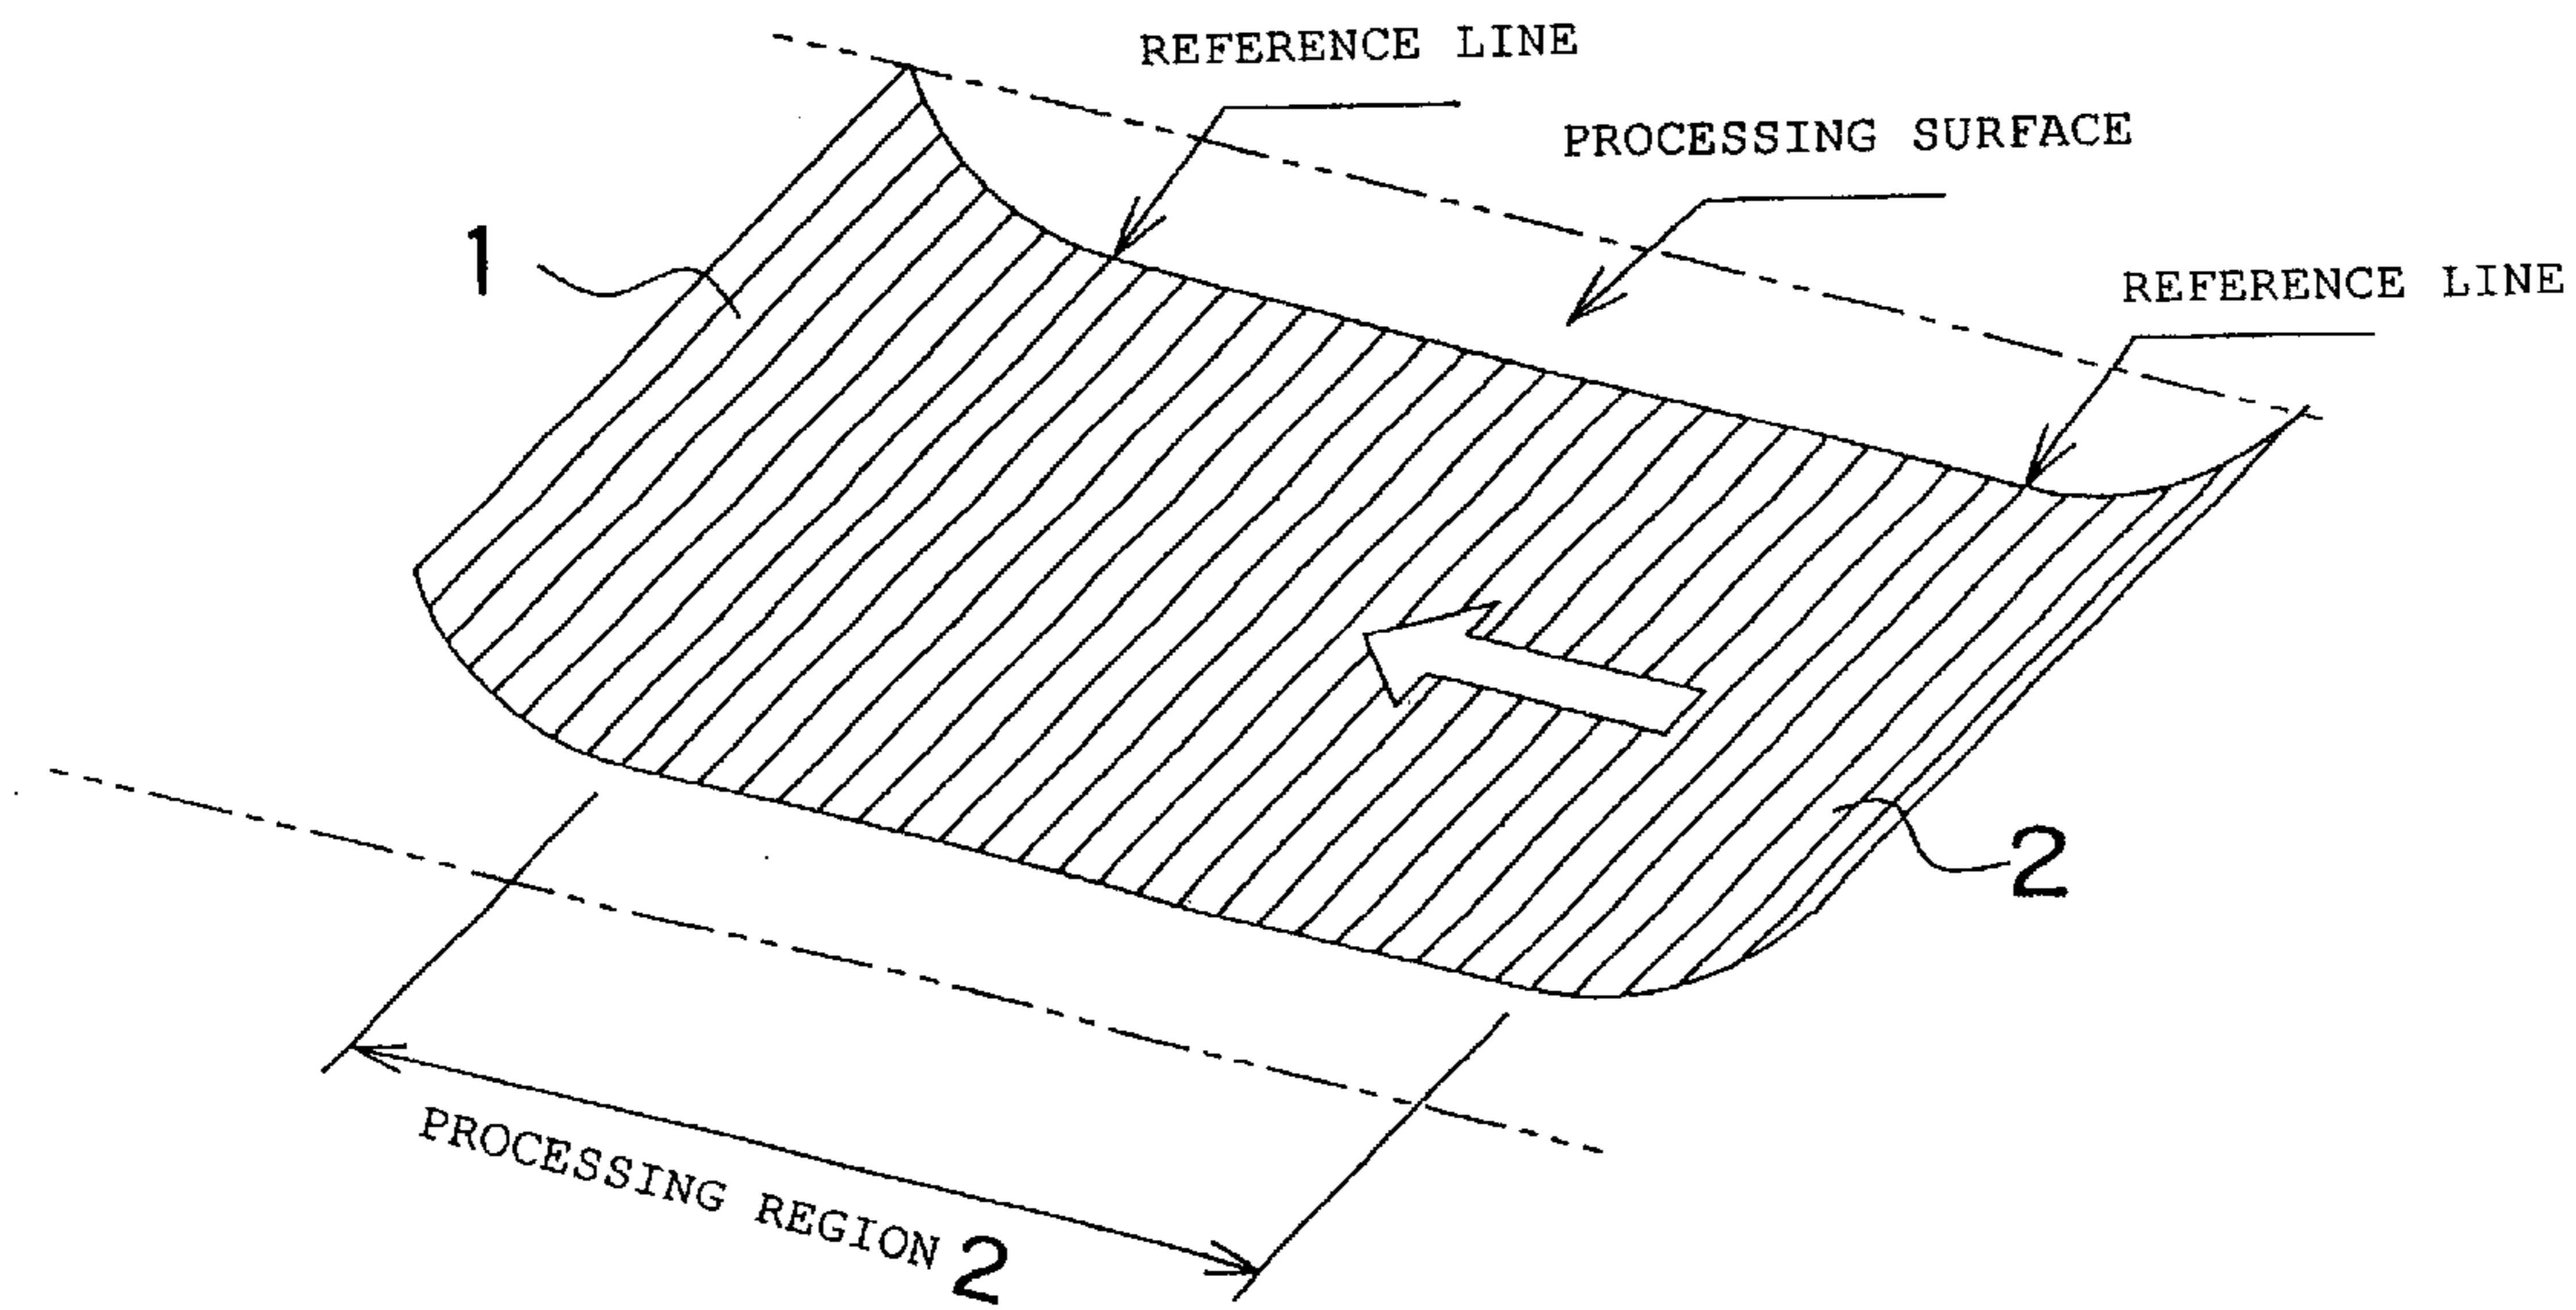 REFERENCE LINE
PROCESSING SURFACE
1
REFERENCE LINE
2
PROCESSING REGION 2